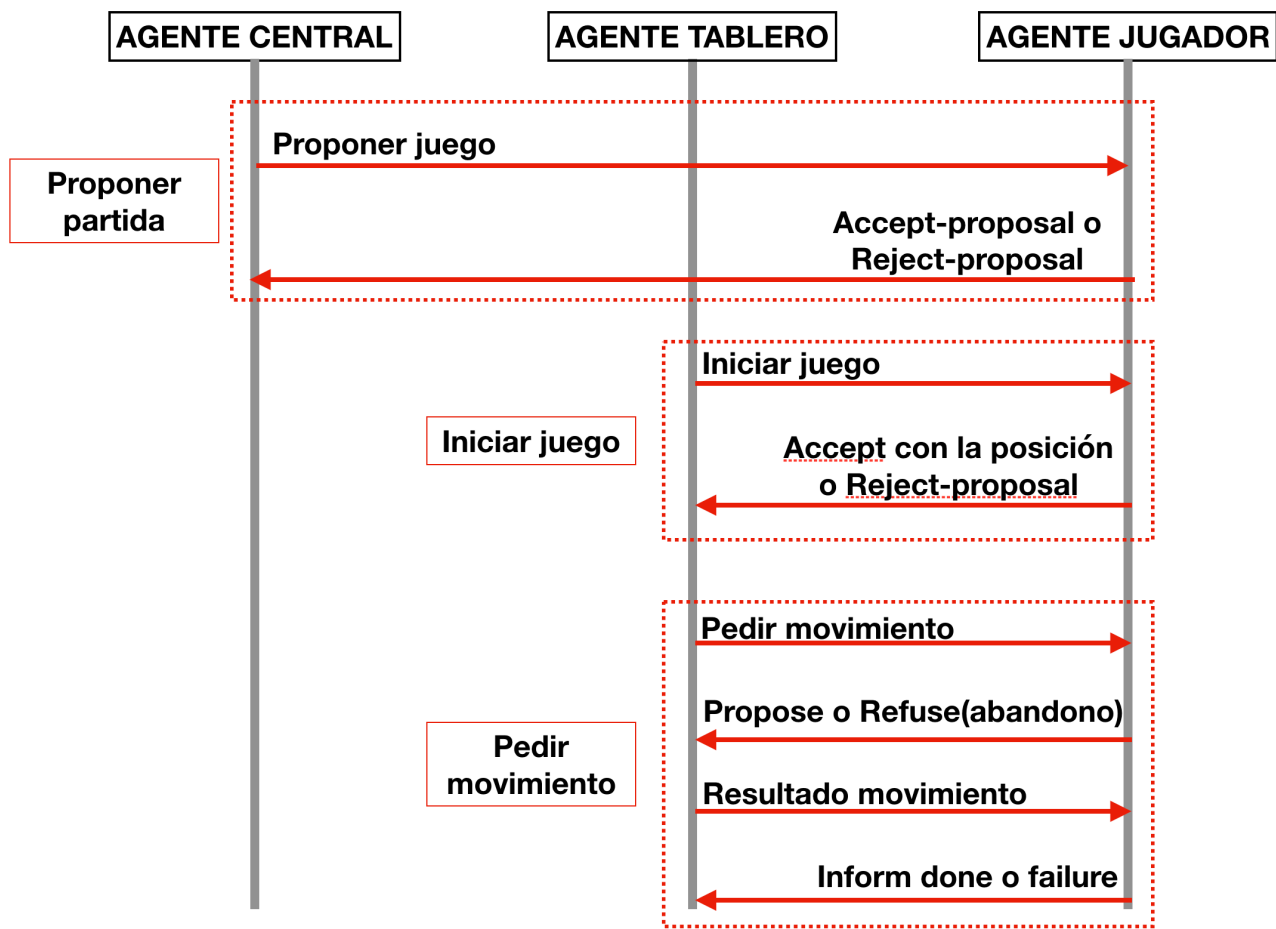 AGENTE CENTRAL
AGENTE TABLERO
AGENTE JUGADOR
Proponer juego
Proponer
partida
Accept-proposal o
Reject-proposal
Iniciar juego
Iniciar juego
Accept con la posición
o Reject-proposal
Pedir movimiento
Propose o Refuse(abandono)
Pedir
movimiento
Resultado movimiento
Inform done o failure